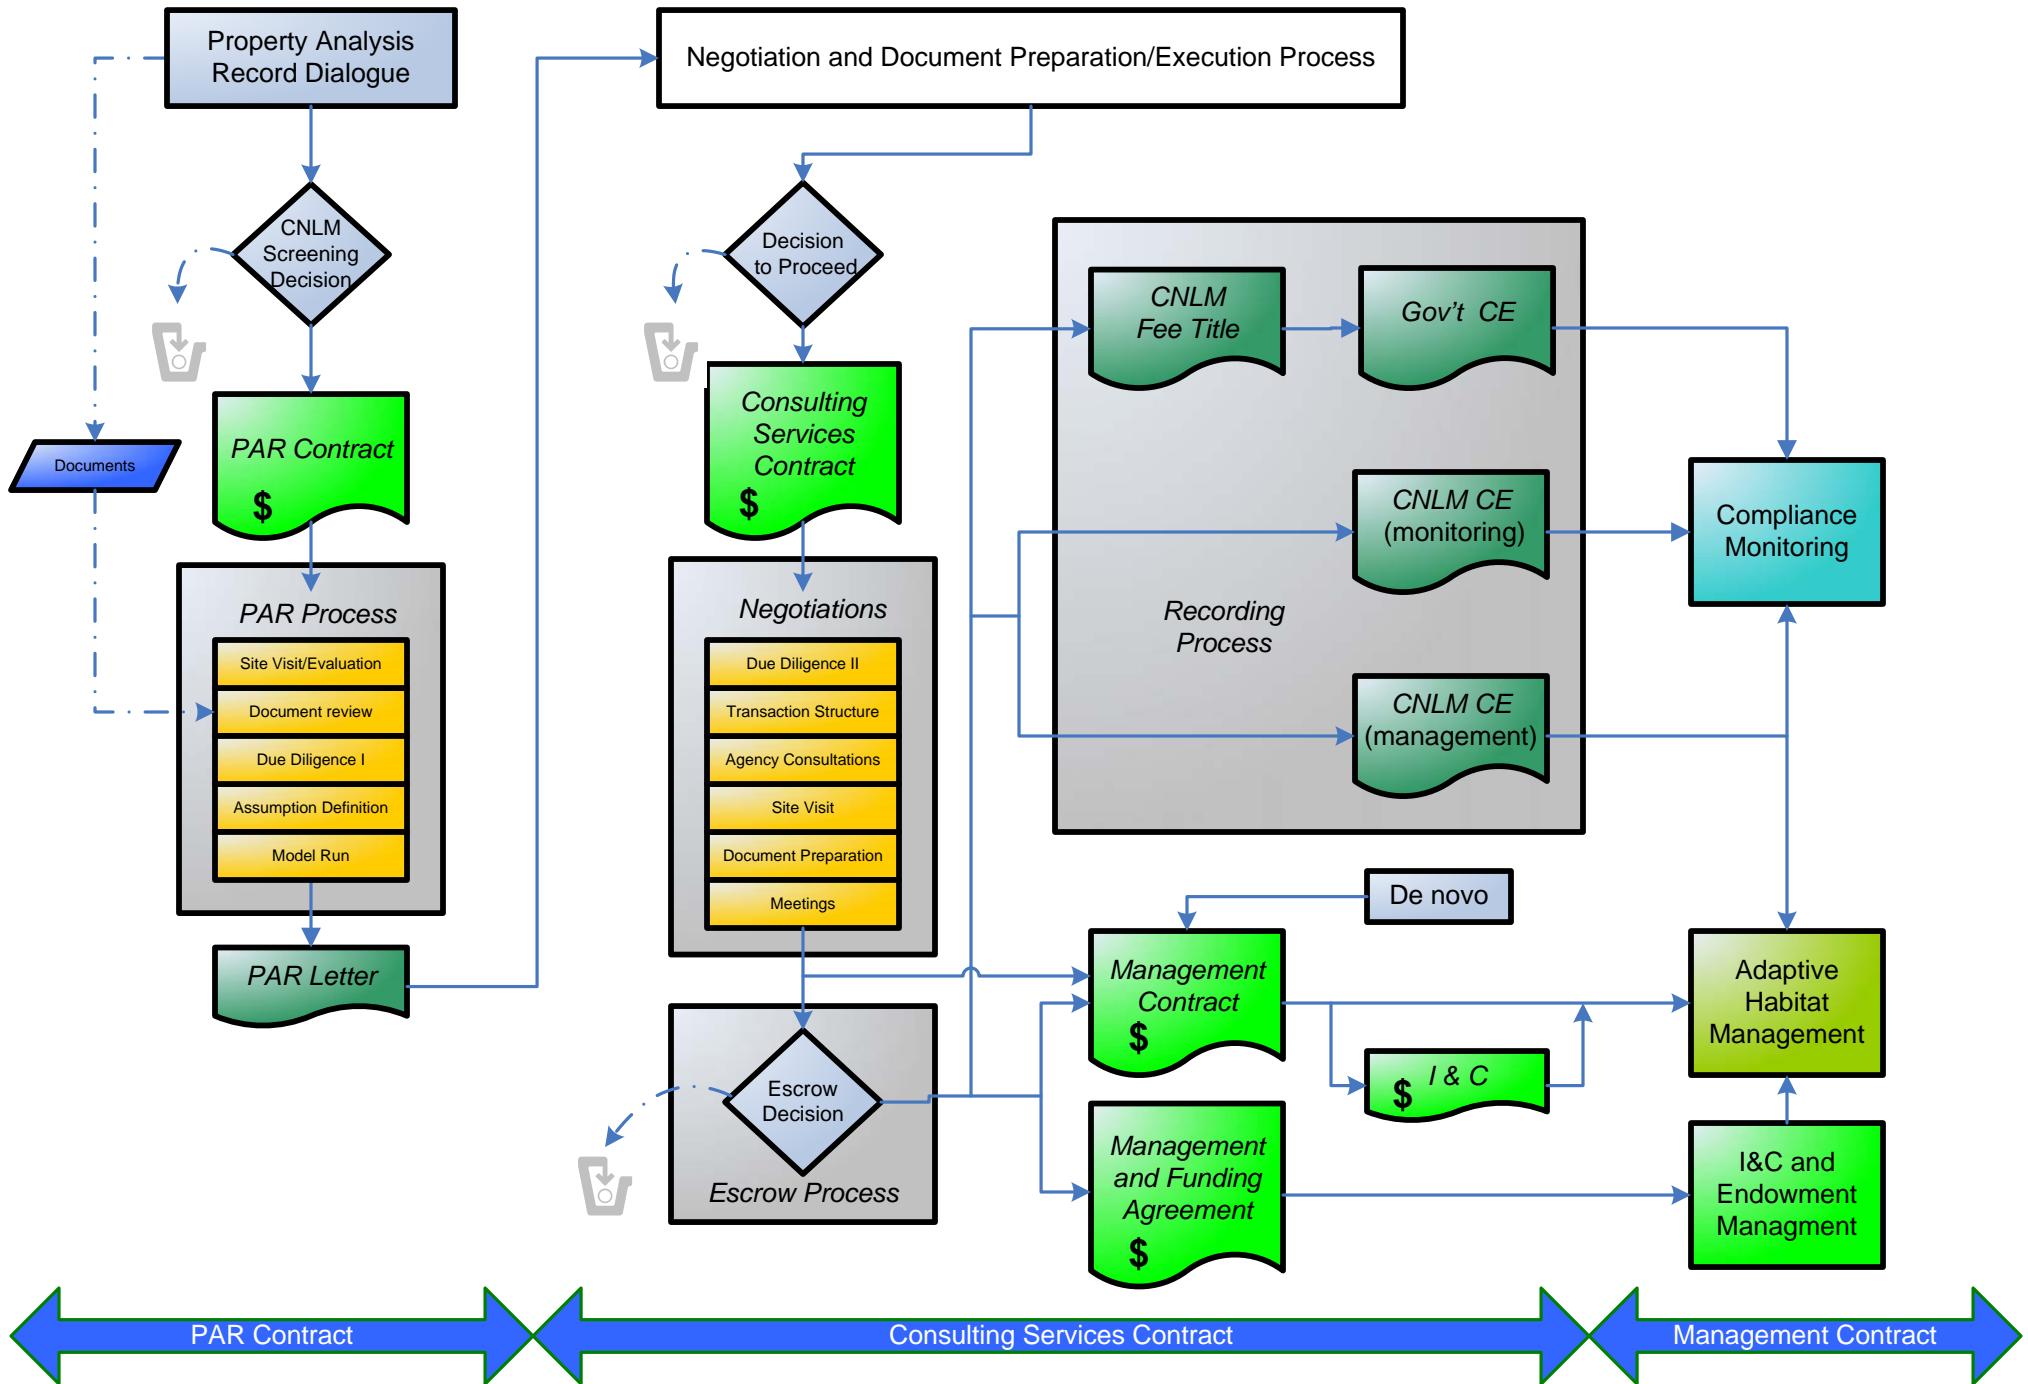 Property Analysis
Record Dialogue
Negotiation and Document Preparation/Execution Process
CNLM
Screening
Decision
Decision
to Proceed
CNLM
Fee Title
Gov't  CE
PAR Contract
$
Documents
Consulting
Services
Contract
$
CNLM CE
(monitoring)
Compliance
Monitoring
PAR Process
Site Visit/Evaluation
Document review
Due Diligence I
Assumption Definition
Model Run
Negotiations
Due Diligence II
Transaction Structure
Agency Consultations
Site Visit
Document Preparation
Meetings
Recording
Process
CNLM CE
(management)
De novo
PAR Letter
Management
Contract
$
Adaptive
Habitat
Management
$ I & C
Escrow
Decision
Escrow Process
Management
and Funding
Agreement
$
I&C and
Endowment
Managment
PAR Contract
Consulting Services Contract
Management Contract